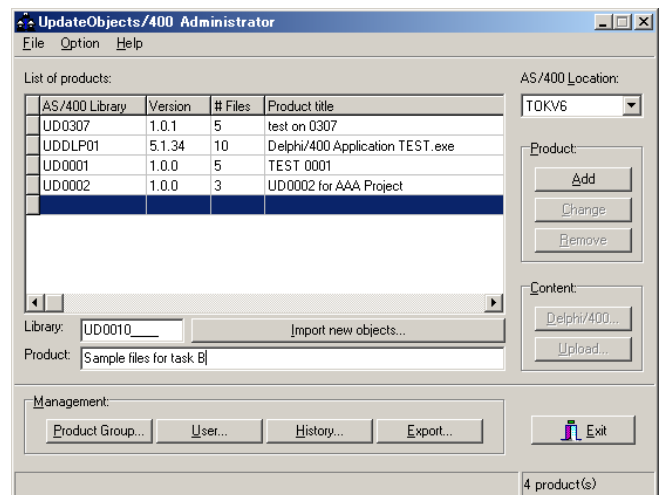 UpdateObjects/400 Administrator
File Option Help
List of products:
AS/400 Location:
AS/400 Library Version # Files Product title
TOKV6
UD0307 1.0.1 5 test on 0307
UDDLP01 5.1.34 10 Delphi/400 Application TEST.exe
UD0001 1.0.0 5 TEST 0001
UD0002 1.0.0 3 UD0002 for AAA Project
Product:
Add
Change
Remove
Content:
Delphi/400...
Upload...
Library: UD0010____ Import new objects...
Product: Sample files for task B
Management:
Product Group... User... History... Export...
Exit
4 product(s)